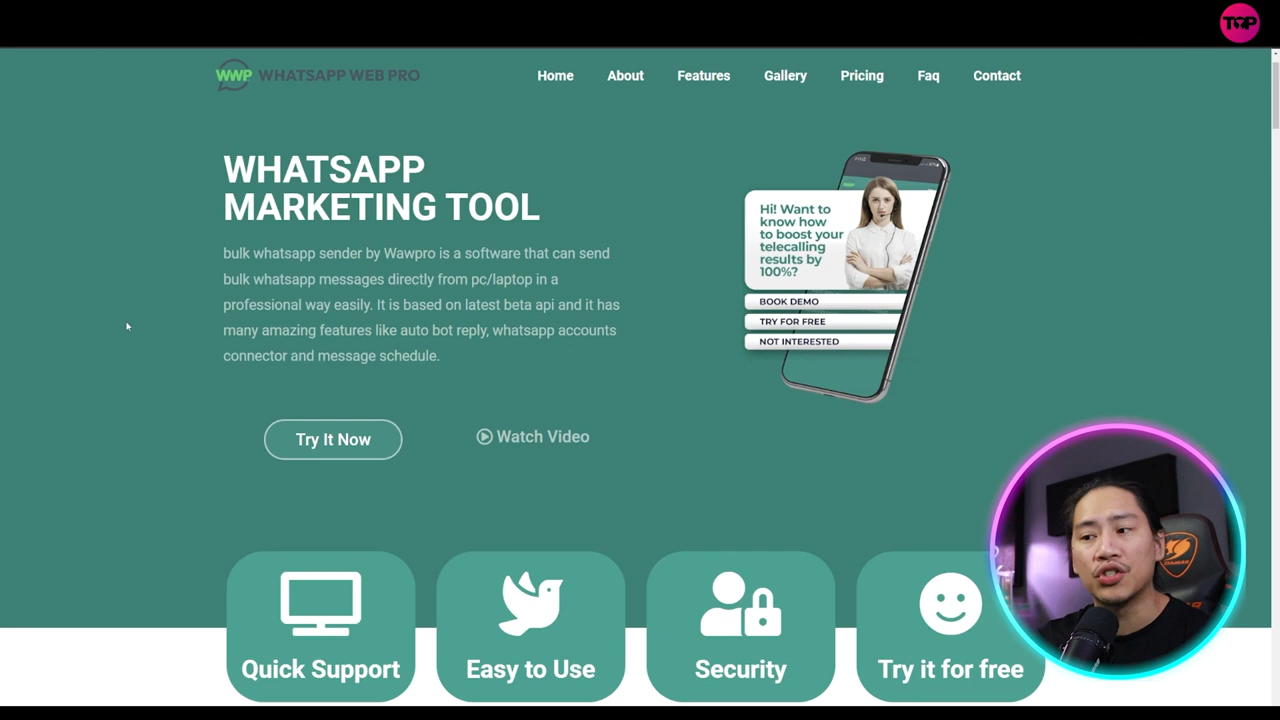 TOP
WWP WHATSAPP WEB PRO
Home About Features Gallery Pricing Faq Contact
WHATSAPP
MARKETING TOOL
bulk whatsapp sender by Wawpro is a software that can send
bulk whatsapp messages directly from pc/laptop in a
professional way easily. It is based on latest beta api and it has
many amazing features like auto bot reply, whatsapp accounts
connector and message schedule.
Try It Now
Watch Video
Hi! Want to
know how
to boost your
telecalling
results by
100%?
BOOK DEMO
TRY FOR FREE
NOT INTERESTED
Quick Support
Easy to Use
Security
Try it for free